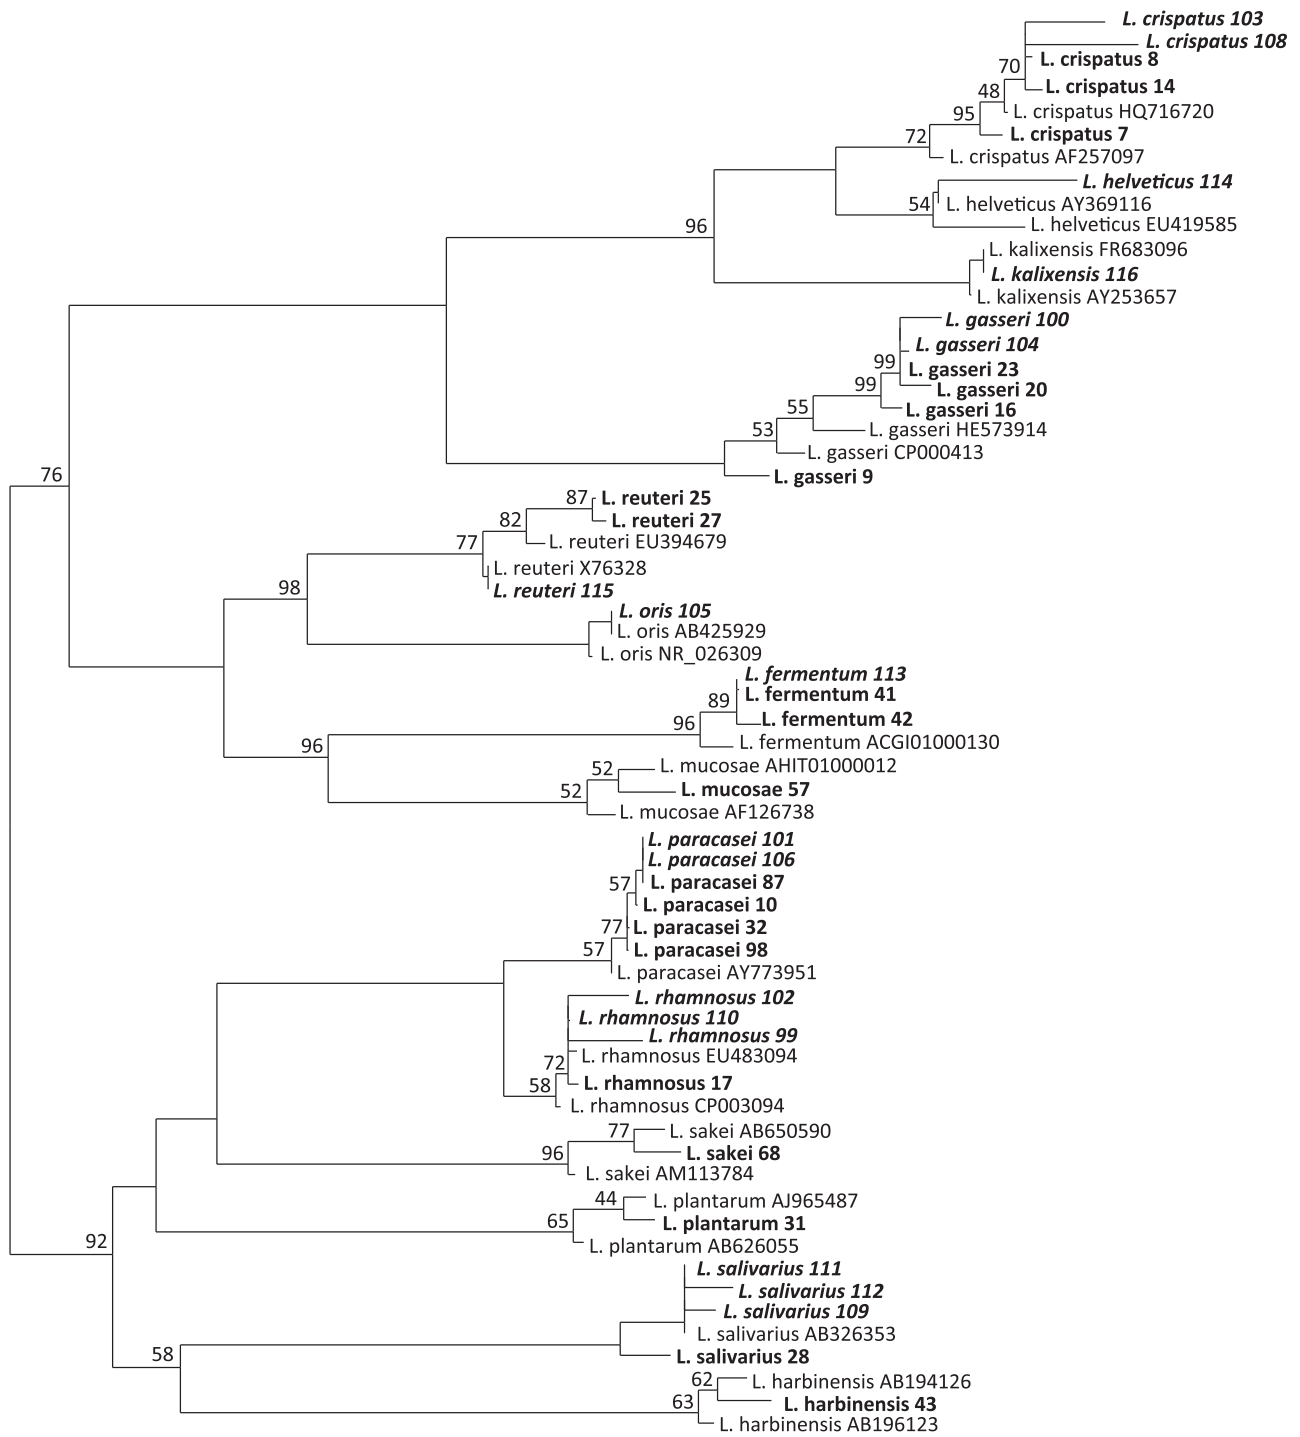 L. crispatus 103
L. crispatus 108
L. crispatus 8
70
L. crispatus 14
48
L. crispatus HQ716720
95
L. crispatus 7
72
L. crispatus AF257097
L. helveticus 114
54
L. helveticus AY369116
L. helveticus EU419585
96
L. kalixensis FR683096
L. kalixensis 116
L. kalixensis AY253657
L. gasseri 100
L. gasseri 104
99
L. gasseri 23
99
L. gasseri 20
55
L. gasseri 16
53
L. gasseri HE573914
L. gasseri CP000413
76
L. gasseri 9
87
L. reuteri 25
82
L. reuteri 27
77
L. reuteri EU394679
L. reuteri X76328
98
L. reuteri 115
L. oris 105
L. oris AB425929
L. oris NR_026309
L. fermentum 113
89
L. fermentum 41
96
L. fermentum 42
96
L. fermentum ACGI01000130
52
L. mucosae AHIT01000012
52
L. mucosae 57
L. mucosae AF126738
L. paracasei 101
L. paracasei 106
57
L. paracasei 87
L. paracasei 10
77
L. paracasei 32
57
L. paracasei 98
L. paracasei AY773951
L. rhamnosus 102
L. rhamnosus 110
L. rhamnosus 99
72
L. rhamnosus EU483094
58
L. rhamnosus 17
L. rhamnosus CP003094
77
L. sakei AB650590
96
L. sakei 68
L. sakei AM113784
44
L. plantarum AJ965487
65
L. plantarum 31
92
L. plantarum AB626055
L. salivarius 111
L. salivarius 112
L. salivarius 109
L. salivarius AB326353
58
L. salivarius 28
62
L. harbinensis AB194126
63
L. harbinensis 43
L. harbinensis AB196123